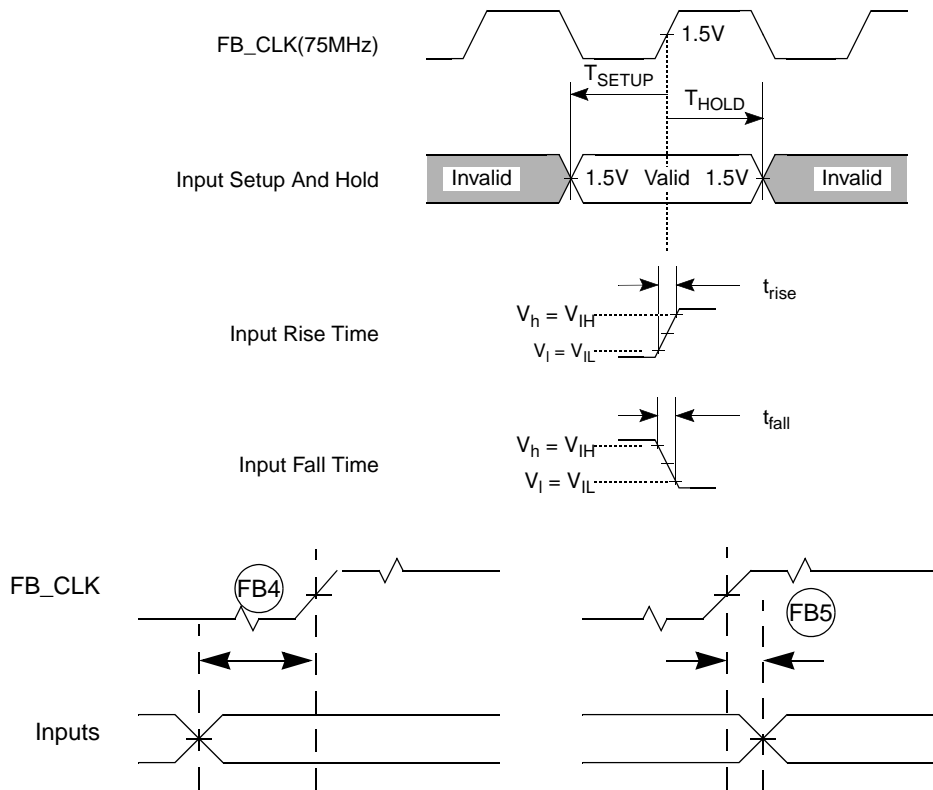 FB_CLK(75MHz)
1.5V
TSETUP
THOLD
Input Setup And Hold
Invalid
1.5V Valid 1.5V
Invalid
trise
Input Rise Time
Vh = VIH
Vl = VIL
tfall
Input Fall Time
Vh = VIH
Vl = VIL
FB_CLK
FB4
FB5
Inputs